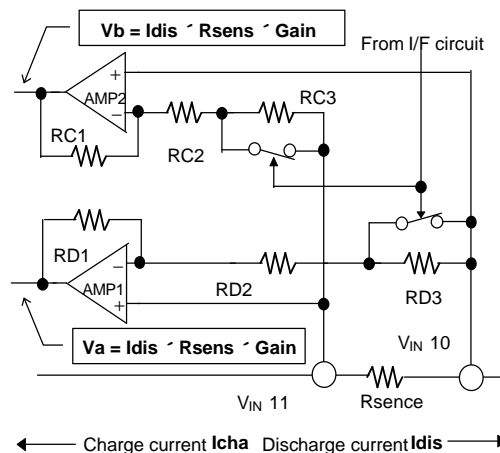 Vb = Idis ´ Rsens ´ Gain
From I/F circuit
+
AMP2
−
RC3
RC1
RC2
RD1
−
AMP1
RD2
RD3
+
Va = Idis ´ Rsens ´ Gain
VIN 10
VIN 11
Rsence
Charge current Icha Discharge current Idis